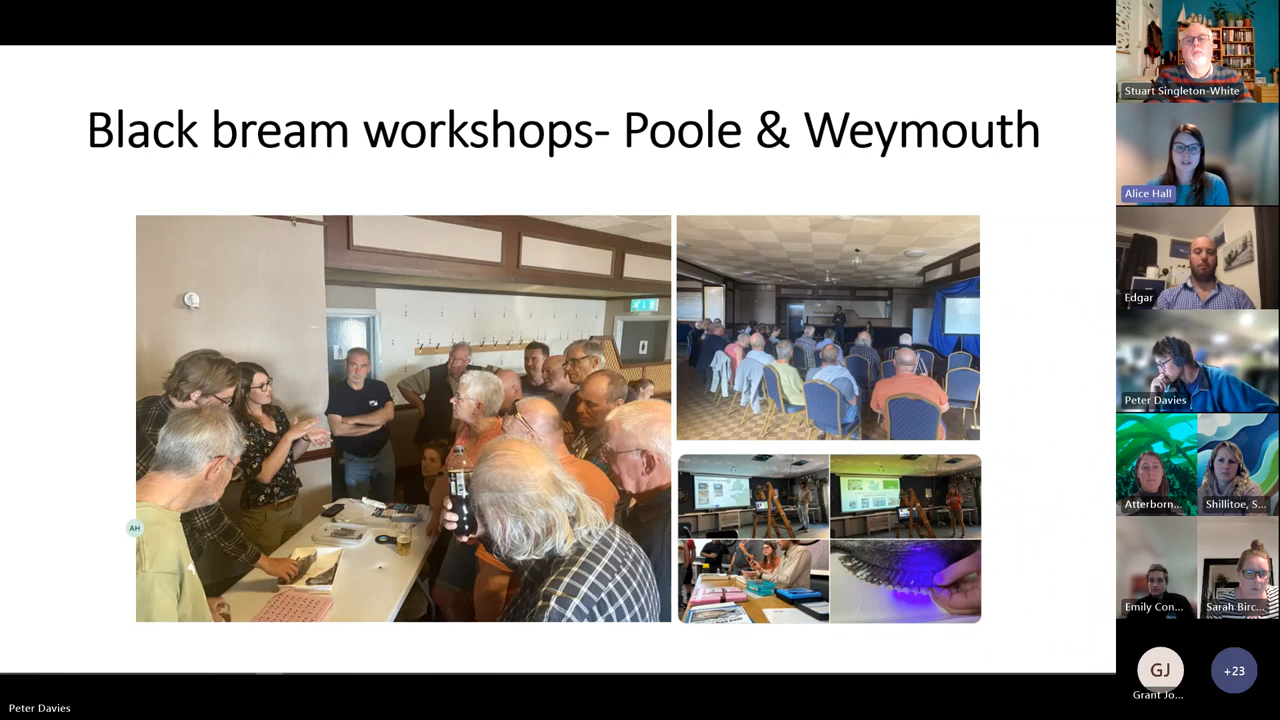 Black bream workshops- Poole & Weymouth
AH
Stuart Singleton-White
Alice Hall
Edgar
Peter Davies
Atterborn...
Shillitoe, S...
Emily Con...
Sarah Birc...
GJ
+23
Grant Jo...
Peter Davies